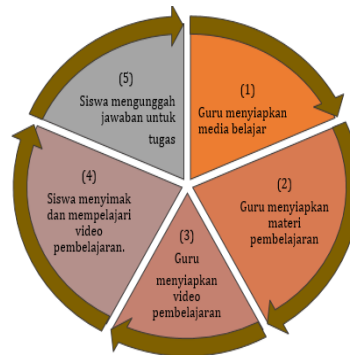 (1)
Guru menyiapkan
media belajar
(2)
Guru menyiapkan
materi
pembelajaran
(3)
Guru
menyiapkan
video
pembelajaran
(4)
Siswa menyimak
dan mempelajari
video
pembelajaran.
(5)
Siswa mengunggah
jawaban untuk
tugas